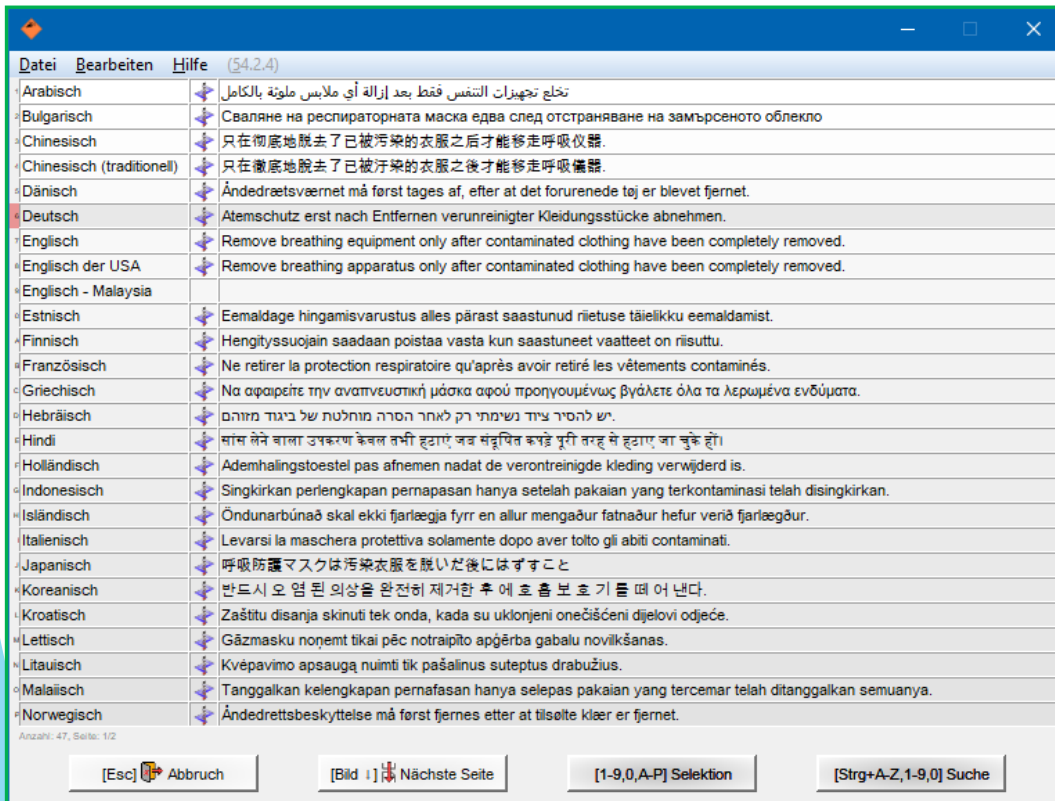 Datei Bearbeiten Hilfe (54.2.4)
1 Arabisch تخلع تجهيزات التنفس فقط بعد إزالة أي ملابس ملوثة بالكامل
2 Bulgarisch Сваляне на респираторната маска едва след отстраняване на замърсеното облекло
3 Chinesisch 只在彻底地脱去了已被污染的衣服之后才能移走呼吸仪器.
4 Chinesisch (traditionell) 只在徹底地脫去了已被汙染的衣服之後才能移走呼吸儀器.
5 Dänisch Åndedrætsværnet må først tages af, efter at det forurenede tøj er blevet fjernet.
6 Deutsch Atemschutz erst nach Entfernen verunreinigter Kleidungsstücke abnehmen.
7 Englisch Remove breathing equipment only after contaminated clothing have been completely removed.
8 Englisch der USA Remove breathing apparatus only after contaminated clothing have been completely removed.
9 Englisch - Malaysia
0 Estnisch Eemaldage hingamisvarustus alles pärast saastunud riietuse täielikku eemaldamist.
A Finnisch Hengityssuojain saadaan poistaa vasta kun saastuneet vaatteet on riisuttu.
B Französisch Ne retirer la protection respiratoire qu'après avoir retiré les vêtements contaminés.
C Griechisch Να αφαιρείτε την αναπνευστική μάσκα αφού προηγουμένως βγάλετε όλα τα λερωμένα ενδύματα.
D Hebräisch יש להסיר ציוד נשימתי רק לאחר הסרה מוחלטת של ביגוד מזוהם.
E Hindi सांस लेने वाला उपकरण केवल तभी हटाएं जब संदूषित कपड़े पूरी तरह से हटाए जा चुके हों।
F Holländisch Ademhalingstoestel pas afnemen nadat de verontreinigde kleding verwijderd is.
G Indonesisch Singkirkan perlengkapan pernapasan hanya setelah pakaian yang terkontaminasi telah disingkirkan.
H Isländisch Öndunarbúnað skal ekki fjarlægja fyrr en allur mengaður fatnaður hefur verið fjarlægður.
I Italienisch Levarsi la maschera protettiva solamente dopo aver tolto gli abiti contaminati.
J Japanisch 呼吸防護マスクは汚染衣服を脱いだ後にはずすこと
K Koreanisch 반드시 오 염 된 의상을 완전히 제거한 후 에 호 흡 보 호 기 를 떼 어 낸다.
L Kroatisch Zaštitu disanja skinuti tek onda, kada su uklonjeni onečišćeni dijelovi odjeće.
M Lettisch Gāzmasku noņemt tikai pēc notraipīto apģērba gabalu novilkšanas.
N Litauisch Kvėpavimo apsaugą nuimti tik pašalinus suteptus drabužius.
O Malaiisch Tanggalkan kelengkapan pernafasan hanya selepas pakaian yang tercemar telah ditanggalkan semuanya.
P Norwegisch Åndedrettsbeskyttelse må først fjernes etter at tilsølte klær er fjernet.
Anzahl: 47, Seite: 1/2
[Esc] Abbruch [Bild ↓] Nächste Seite [1-9,0,A-P] Selektion [Strg+A-Z,1-9,0] Suche